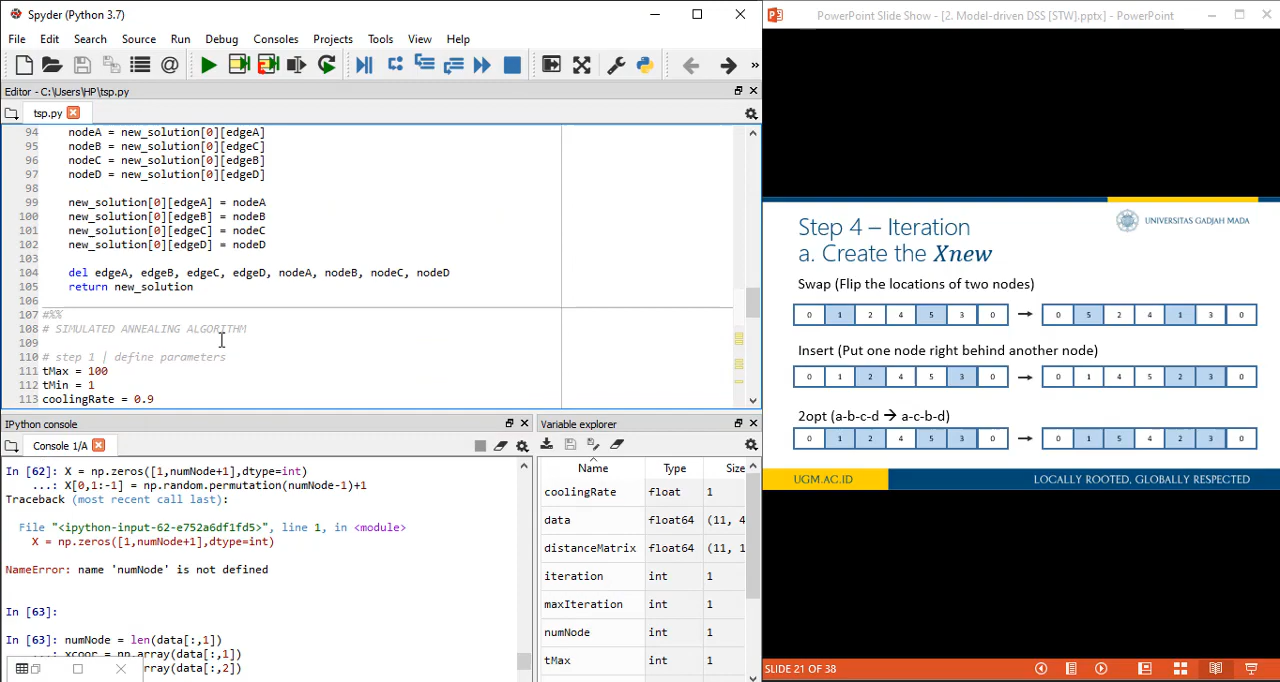 Spyder (Python 3.7)
File Edit Search Source Run Debug Consoles Projects Tools View Help
Editor - C:\Users\HP\tsp.py
tsp.py
94 nodeA = new_solution[0][edgeA]
95 nodeB = new_solution[0][edgeC]
96 nodeC = new_solution[0][edgeB]
97 nodeD = new_solution[0][edgeD]
98
99 new_solution[0][edgeA] = nodeA
100 new_solution[0][edgeB] = nodeB
101 new_solution[0][edgeC] = nodeC
102 new_solution[0][edgeD] = nodeD
103
104 del edgeA, edgeB, edgeC, edgeD, nodeA, nodeB, nodeC, nodeD
105 return new_solution
106
107 #%%
108 # SIMULATED ANNEALING ALGORITHM
109
110 # step 1 | define parameters
111 tMax = 100
112 tMin = 1
113 coolingRate = 0.9
IPython console
Console 1/A
In [62]: X = np.zeros([1,numNode+1],dtype=int)
...: X[0,1:-1] = np.random.permutation(numNode-1)+1
Traceback (most recent call last):
File "<ipython-input-62-e752a6df1fd5>", line 1, in <module>
X = np.zeros([1,numNode+1],dtype=int)
NameError: name 'numNode' is not defined
In [63]:
In [63]: numNode = len(data[:,1])
...: xcoor = np.array(data[:,1])
array(data[:,2])
Variable explorer
Name Type Size
coolingRate float 1
data float64 (11, 4
distanceMatrix float64 (11, 1
iteration int 1
maxIteration int 1
numNode int 1
tMax int 1
PowerPoint Slide Show - [2. Model-driven DSS [STW].pptx] - PowerPoint
Step 4 – Iteration
a. Create the Xnew
UNIVERSITAS GADJAH MADA
Swap (Flip the locations of two nodes)
0 1 2 4 5 3 0 → 0 5 2 4 1 3 0
Insert (Put one node right behind another node)
0 1 2 4 5 3 0 → 0 1 4 5 2 3 0
2opt (a-b-c-d → a-c-b-d)
0 1 2 4 5 3 0 → 0 1 5 4 2 3 0
UGM.AC.ID LOCALLY ROOTED, GLOBALLY RESPECTED
SLIDE 21 OF 38